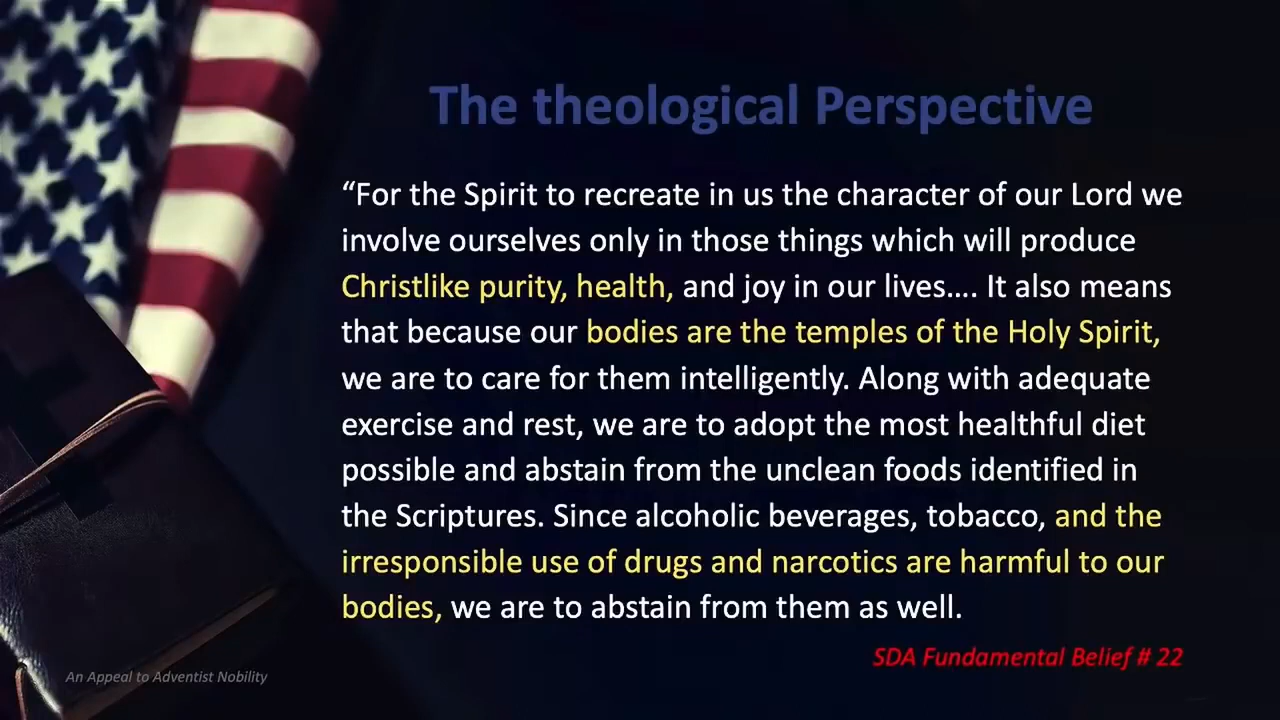 The theological Perspective
“For the Spirit to recreate in us the character of our Lord we
involve ourselves only in those things which will produce
Christlike purity, health, and joy in our lives…. It also means
that because our bodies are the temples of the Holy Spirit,
we are to care for them intelligently. Along with adequate
exercise and rest, we are to adopt the most healthful diet
possible and abstain from the unclean foods identified in
the Scriptures. Since alcoholic beverages, tobacco, and the
irresponsible use of drugs and narcotics are harmful to our
bodies, we are to abstain from them as well.
SDA Fundamental Belief # 22
An Appeal to Adventist Nobility